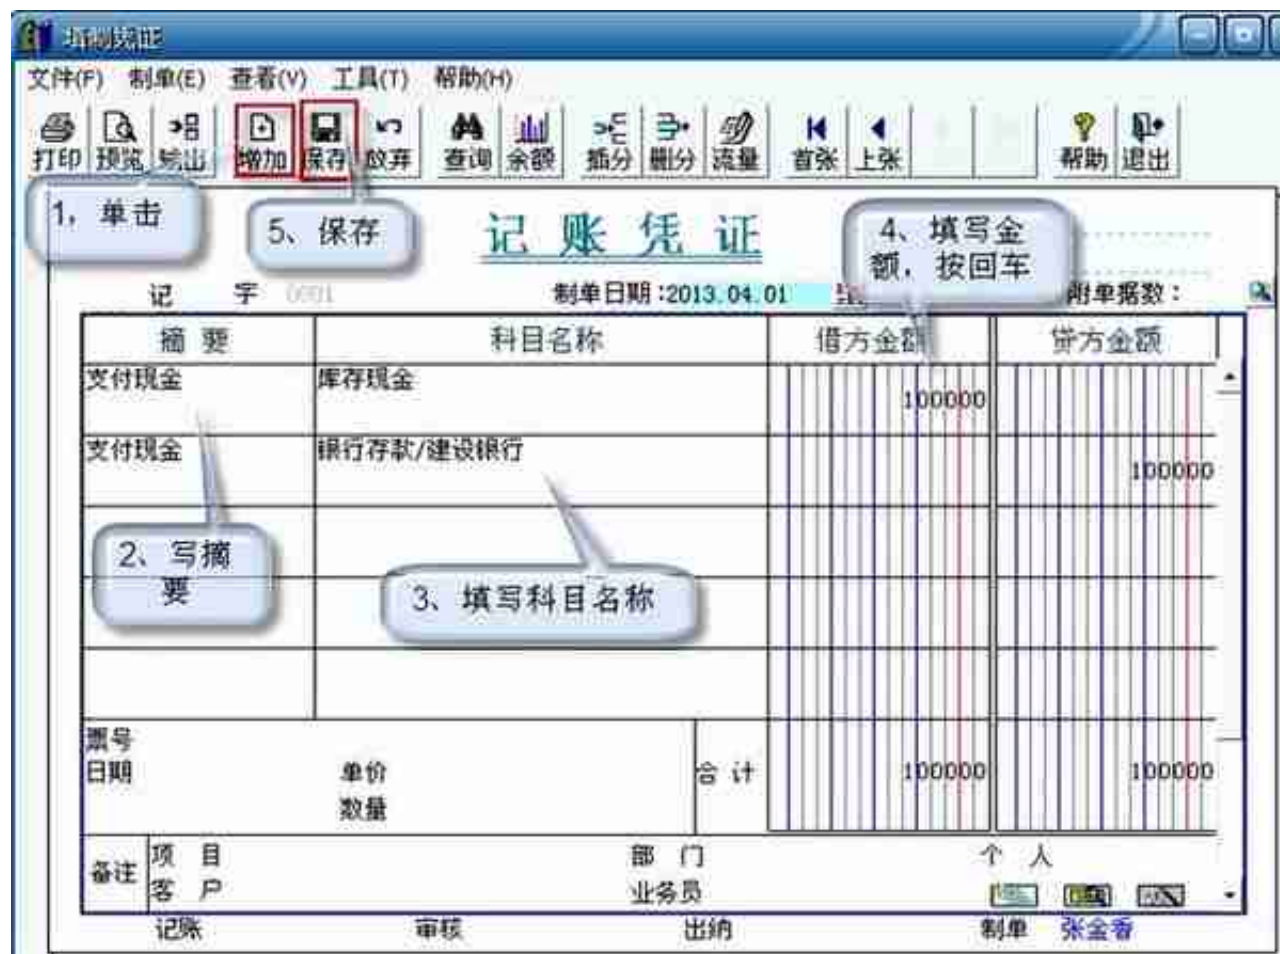 填制凭证
文件(F) 制单(E) 查看(V) 工具(T) 帮助(H)
打印 预览 输出 增加 保存 放弃 查询 余额 插分 删分 流量 首张 上张 帮助 退出
1，单击
5、保存
记 账 凭 证
4、填写金
额，按回车
记 字 0001 制单日期：2013.04.01 附单据数：
摘 要 科目名称 借方金额 贷方金额
支付现金 库存现金 100000
支付现金 银行存款/建设银行 100000
2、写摘
要
3、填写科目名称
票号
日期 单价 合 计 100000 100000
数量
备注 项 目 部 门 个 人
客 户 业务员
记账 审核 出纳 制单 张金香